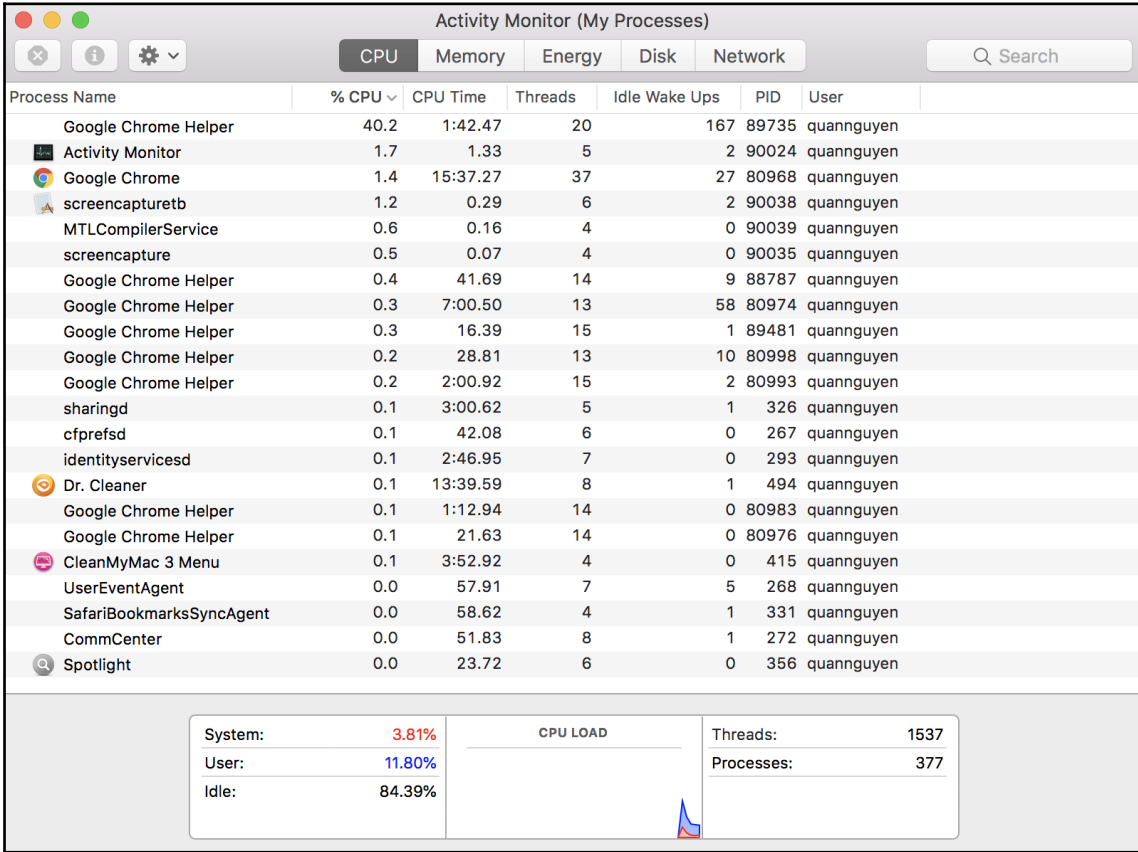 Activity Monitor (My Processes)
CPU Memory Energy Disk Network Search
Process Name % CPU CPU Time Threads Idle Wake Ups PID User
Google Chrome Helper 40.2 1:42.47 20 167 89735 quannguyen
Activity Monitor 1.7 1.33 5 2 90024 quannguyen
Google Chrome 1.4 15:37.27 37 27 80968 quannguyen
screencapturetb 1.2 0.29 6 2 90038 quannguyen
MTLCompilerService 0.6 0.16 4 0 90039 quannguyen
screencapture 0.5 0.07 4 0 90035 quannguyen
Google Chrome Helper 0.4 41.69 14 9 88787 quannguyen
Google Chrome Helper 0.3 7:00.50 13 58 80974 quannguyen
Google Chrome Helper 0.3 16.39 15 1 89481 quannguyen
Google Chrome Helper 0.2 28.81 13 10 80998 quannguyen
Google Chrome Helper 0.2 2:00.92 15 2 80993 quannguyen
sharingd 0.1 3:00.62 5 1 326 quannguyen
cfprefsd 0.1 42.08 6 0 267 quannguyen
identityservicesd 0.1 2:46.95 7 0 293 quannguyen
Dr. Cleaner 0.1 13:39.59 8 1 494 quannguyen
Google Chrome Helper 0.1 1:12.94 14 0 80983 quannguyen
Google Chrome Helper 0.1 21.63 14 0 80976 quannguyen
CleanMyMac 3 Menu 0.1 3:52.92 4 0 415 quannguyen
UserEventAgent 0.0 57.91 7 5 268 quannguyen
SafariBookmarksSyncAgent 0.0 58.62 4 1 331 quannguyen
CommCenter 0.0 51.83 8 1 272 quannguyen
Spotlight 0.0 23.72 6 0 356 quannguyen
System: 3.81% CPU LOAD Threads: 1537
User: 11.80% Processes: 377
Idle: 84.39%